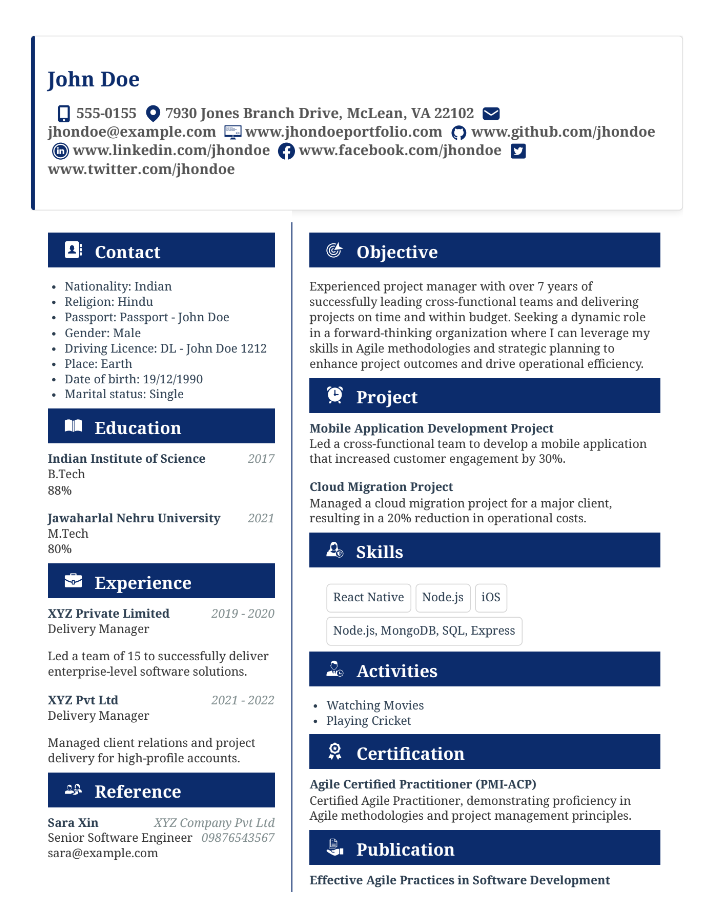 John Doe
555-0155 7930 Jones Branch Drive, McLean, VA 22102
jhondoe@example.com www.jhondoeportfolio.com www.github.com/jhondoe
www.linkedin.com/jhondoe www.facebook.com/jhondoe
www.twitter.com/jhondoe
Contact
• Nationality: Indian
• Religion: Hindu
• Passport: Passport - John Doe
• Gender: Male
• Driving Licence: DL - John Doe 1212
• Place: Earth
• Date of birth: 19/12/1990
• Marital status: Single
Education
Indian Institute of Science 2017
B.Tech
88%
Jawaharlal Nehru University 2021
M.Tech
80%
Experience
XYZ Private Limited 2019 - 2020
Delivery Manager
Led a team of 15 to successfully deliver
enterprise-level software solutions.
XYZ Pvt Ltd 2021 - 2022
Delivery Manager
Managed client relations and project
delivery for high-profile accounts.
Reference
Sara Xin XYZ Company Pvt Ltd
Senior Software Engineer 09876543567
sara@example.com
Objective
Experienced project manager with over 7 years of
successfully leading cross-functional teams and delivering
projects on time and within budget. Seeking a dynamic role
in a forward-thinking organization where I can leverage my
skills in Agile methodologies and strategic planning to
enhance project outcomes and drive operational efficiency.
Project
Mobile Application Development Project
Led a cross-functional team to develop a mobile application
that increased customer engagement by 30%.
Cloud Migration Project
Managed a cloud migration project for a major client,
resulting in a 20% reduction in operational costs.
Skills
React Native Node.js iOS
Node.js, MongoDB, SQL, Express
Activities
• Watching Movies
• Playing Cricket
Certification
Agile Certified Practitioner (PMI-ACP)
Certified Agile Practitioner, demonstrating proficiency in
Agile methodologies and project management principles.
Publication
Effective Agile Practices in Software Development